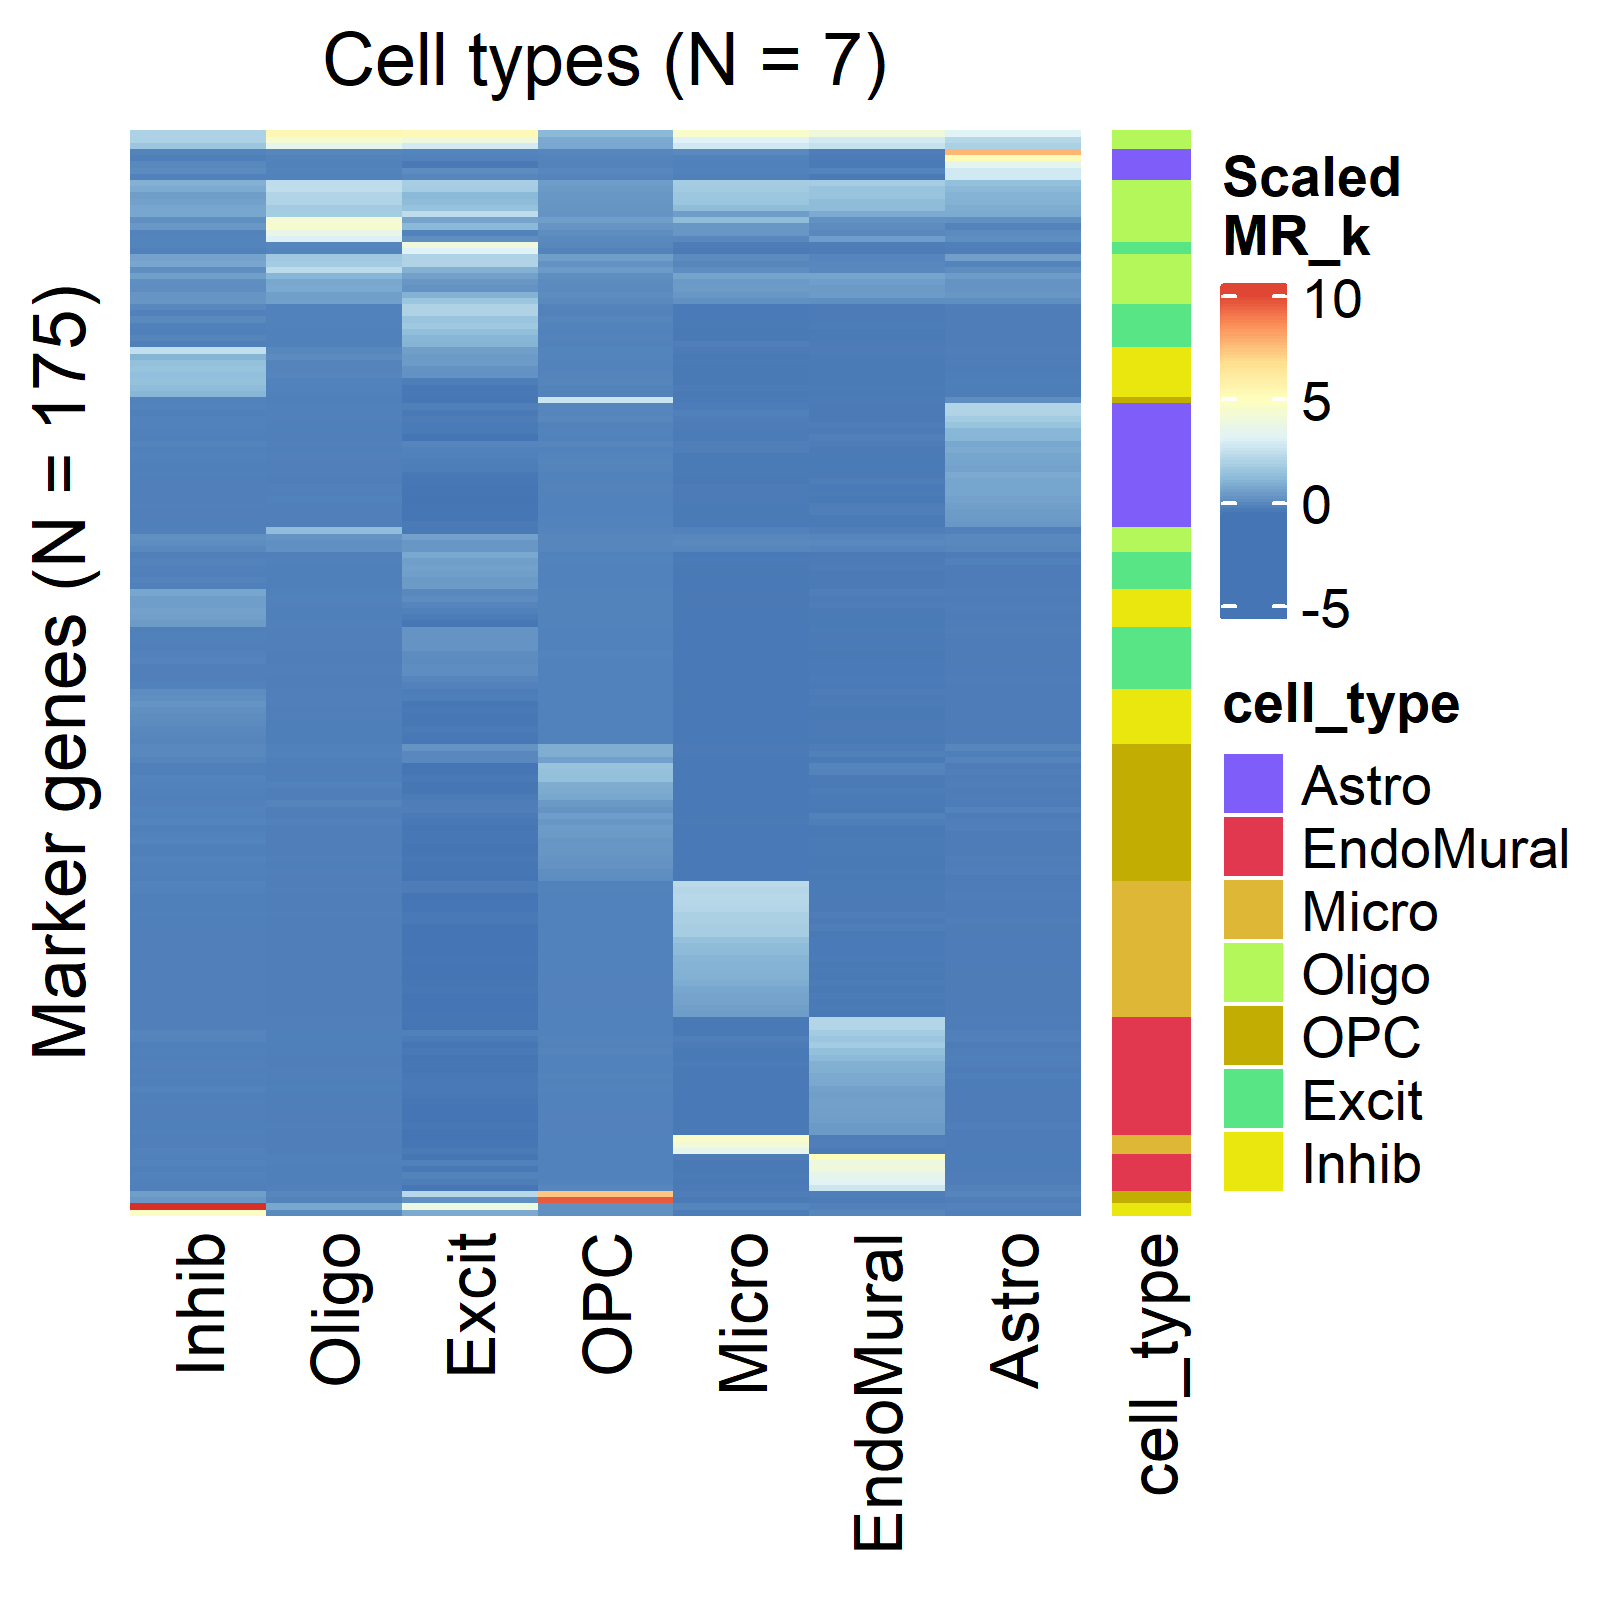 Cell types (N = 7)
Marker genes (N = 175)
Scaled
MR_k
10
5
0
-5
cell_type
Astro
EndoMural
Micro
Oligo
OPC
Excit
Inhib
Inhib
Oligo
Excit
OPC
Micro
EndoMural
Astro
cell_type